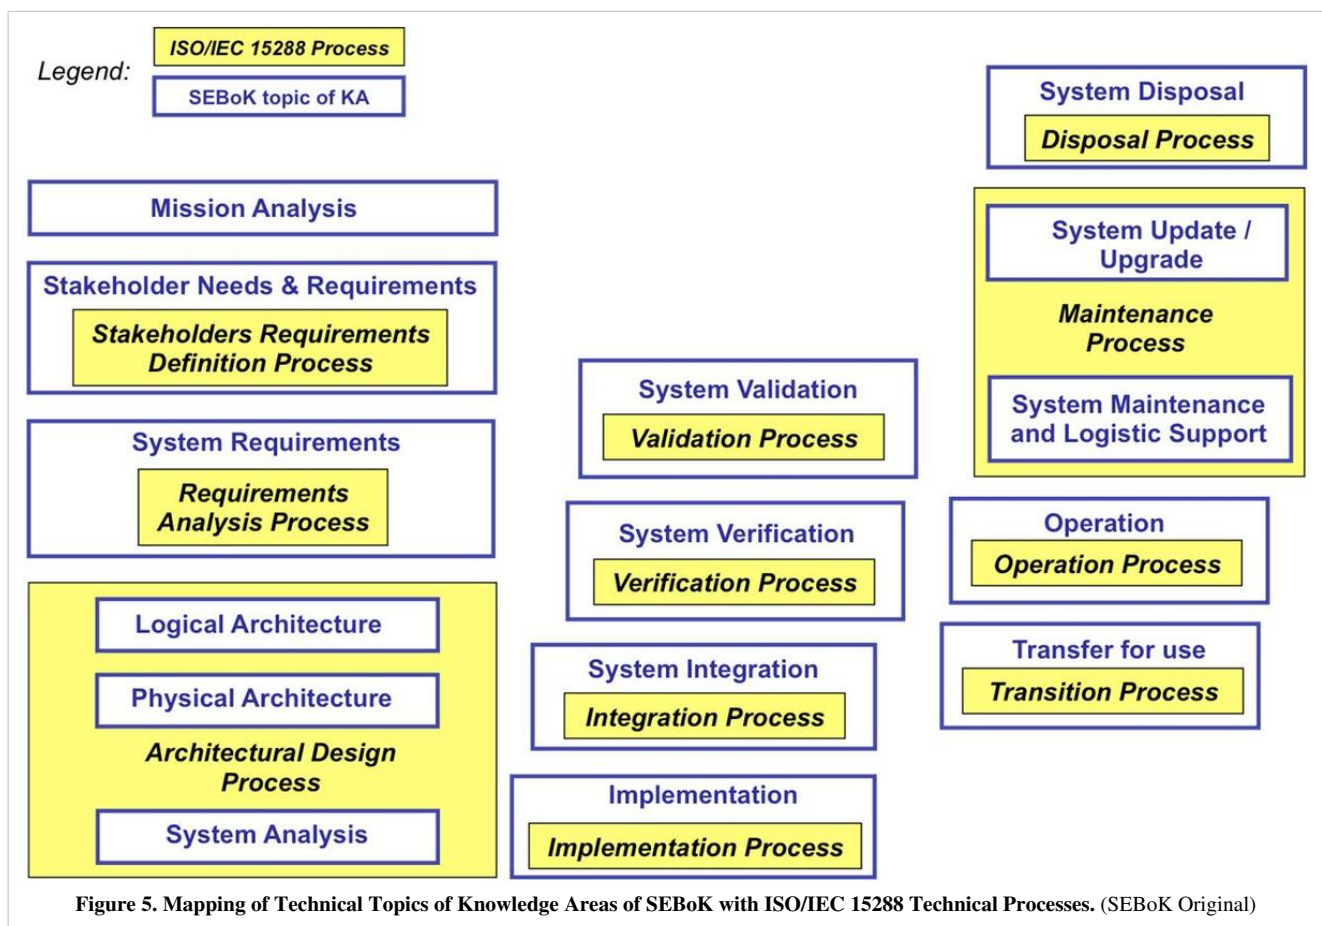 Legend:
ISO/IEC 15288 Process
SEBoK topic of KA
Mission Analysis
Stakeholder Needs & Requirements
Stakeholders Requirements
Definition Process
System Requirements
Requirements
Analysis Process
Logical Architecture
Physical Architecture
Architectural Design
Process
System Analysis
System Validation
Validation Process
System Verification
Verification Process
System Integration
Integration Process
Implementation
Implementation Process
System Disposal
Disposal Process
System Update /
Upgrade
Maintenance
Process
System Maintenance
and Logistic Support
Operation
Operation Process
Transfer for use
Transition Process
Figure 5. Mapping of Technical Topics of Knowledge Areas of SEBoK with ISO/IEC 15288 Technical Processes. (SEBoK Original)